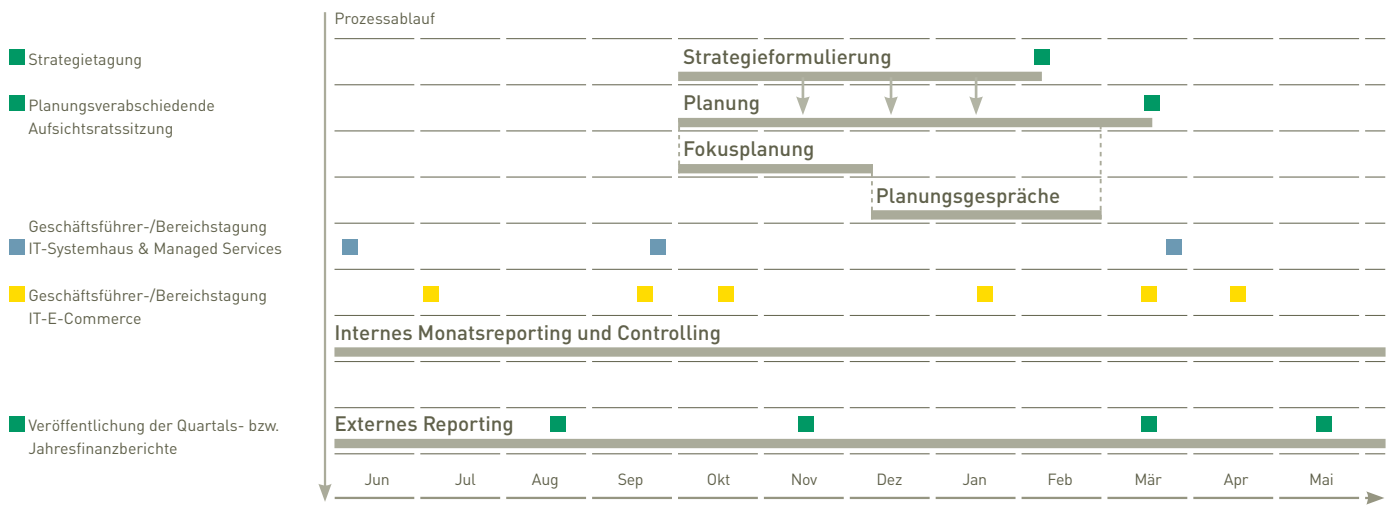 Prozessablauf
Strategietagung
Strategieformulierung
Planungsverabschiedende
Aufsichtsratssitzung
Planung
Fokusplanung
Planungsgespräche
Geschäftsführer-/Bereichstagung
IT-Systemhaus & Managed Services
Geschäftsführer-/Bereichstagung
IT-E-Commerce
Internes Monatsreporting und Controlling
Veröffentlichung der Quartals- bzw.
Jahresfinanzberichte
Externes Reporting
Jun Jul Aug Sep Okt Nov Dez Jan Feb Mär Apr Mai